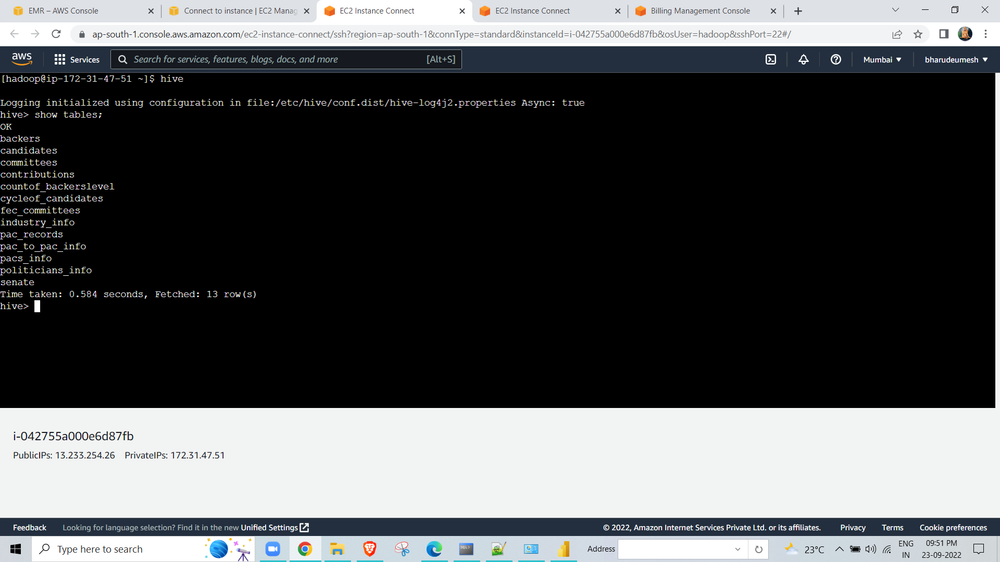 EMR – AWS Console
Connect to instance | EC2 Manag
EC2 Instance Connect
EC2 Instance Connect
Billing Management Console
ap-south-1.console.aws.amazon.com/ec2-instance-connect/ssh?region=ap-south-1&connType=standard&instanceId=i-042755a000e6d87fb&osUser=hadoop&sshPort=22#/
aws
Services
Search for services, features, blogs, docs, and more
[Alt+S]
Mumbai
bharudeumesh
[hadoop@ip-172-31-47-51 ~]$ hive
Logging initialized using configuration in file:/etc/hive/conf.dist/hive-log4j2.properties Async: true
hive> show tables;
OK
backers
candidates
committees
contributions
countof_backerslevel
cycleof_candidates
fec_committees
industry_info
pac_records
pac_to_pac_info
pacs_info
politicians_info
senate
Time taken: 0.584 seconds, Fetched: 13 row(s)
hive>
i-042755a000e6d87fb
PublicIPs: 13.233.254.26 PrivateIPs: 172.31.47.51
Feedback
Looking for language selection? Find it in the new Unified Settings
© 2022, Amazon Internet Services Private Ltd. or its affiliates.
Privacy
Terms
Cookie preferences
Type here to search
SQL>
Address
23°C
ENG
IN
09:51 PM
23-09-2022